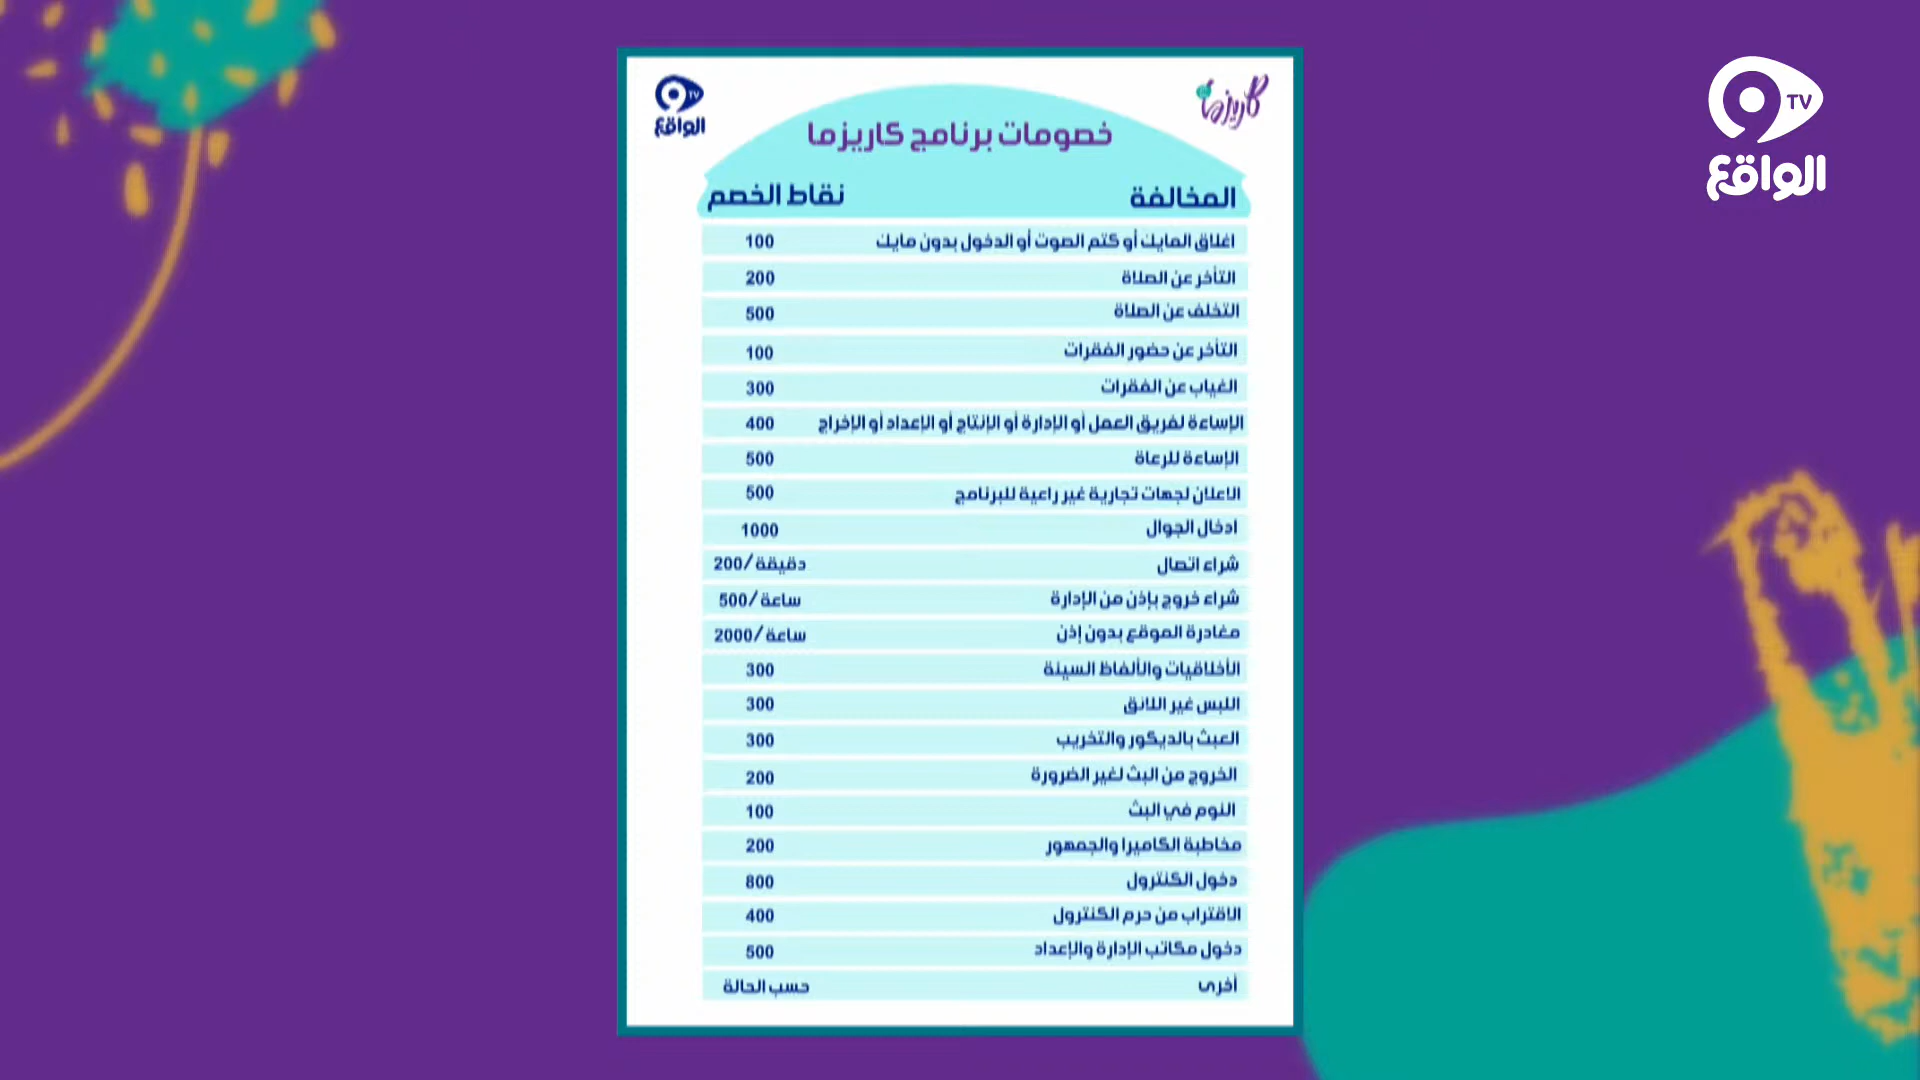 TV
الواقع
كاريزما
TV
الواقع
خصومات برنامج كاريزما
المخالفة نقاط الخصم
اغلاق المايك أو كتم الصوت أو الدخول بدون مايك 100
التأخر عن الصلاة 200
التخلف عن الصلاة 500
التأخر عن حضور الفقرات 100
الغياب عن الفقرات 300
الإساءة لفريق العمل أو الإدارة أو الإنتاج أو الإعداد أو الإخراج 400
الإساءة للرعاة 500
الاعلان لجهات تجارية غير راعية للبرنامج 500
ادخال الجوال 1000
شراء اتصال دقيقة/200
شراء خروج بإذن من الإدارة ساعة/500
مغادرة الموقع بدون إذن ساعة/2000
الأخلاقيات والألفاظ السيئة 300
اللبس غير اللائق 300
العبث بالديكور والتخريب 300
الخروج من البث لغير الضرورة 200
النوم في البث 100
مخاطبة الكاميرا والجمهور 200
دخول الكنترول 800
الاقتراب من حرم الكنترول 400
دخول مكاتب الإدارة والإعداد 500
أخرى حسب الحالة